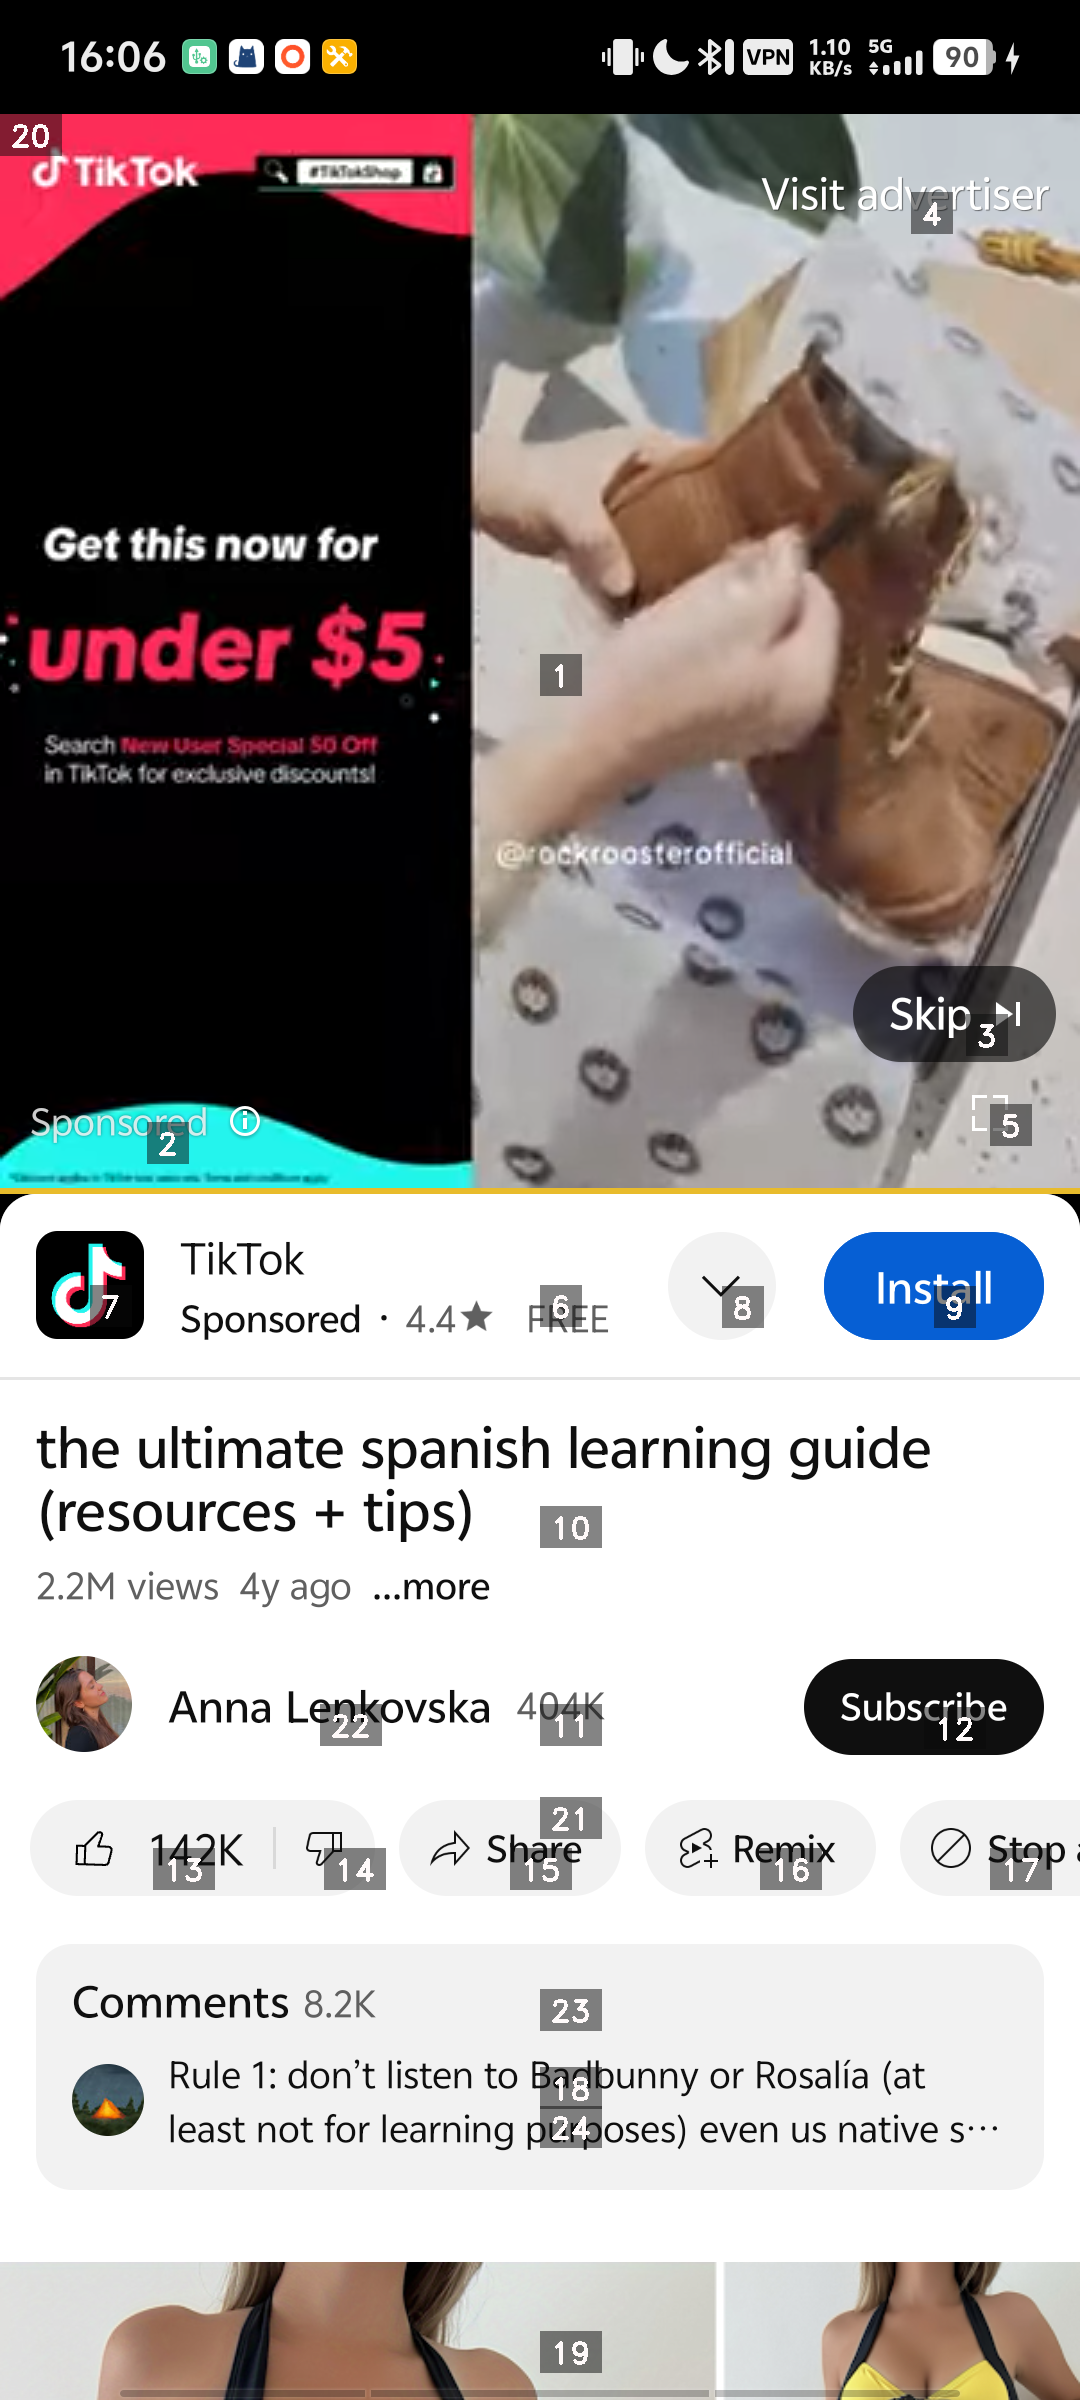 16:06
VPN
1.10
KB/s
5G
90
20
TikTok
#TikTokShop
Visit advertiser
4
Get this now for
under $5
1
Search New User Special 50 Off
in TikTok for exclusive discounts!
@rockroosterofficial
Skip
3
Sponsored
2
5
TikTok
Sponsored · 4.4★ FREE
7
6
8
Install
9
the ultimate spanish learning guide
(resources + tips)
10
2.2M views 4y ago ...more
Anna Lenkovska 404K
22
11
Subscribe
12
21
142K
Share
Remix
Stop
13
14
15
16
17
Comments 8.2K
23
Rule 1: don't listen to Badbunny or Rosalía (at
18
least not for learning purposes) even us native s...
24
19